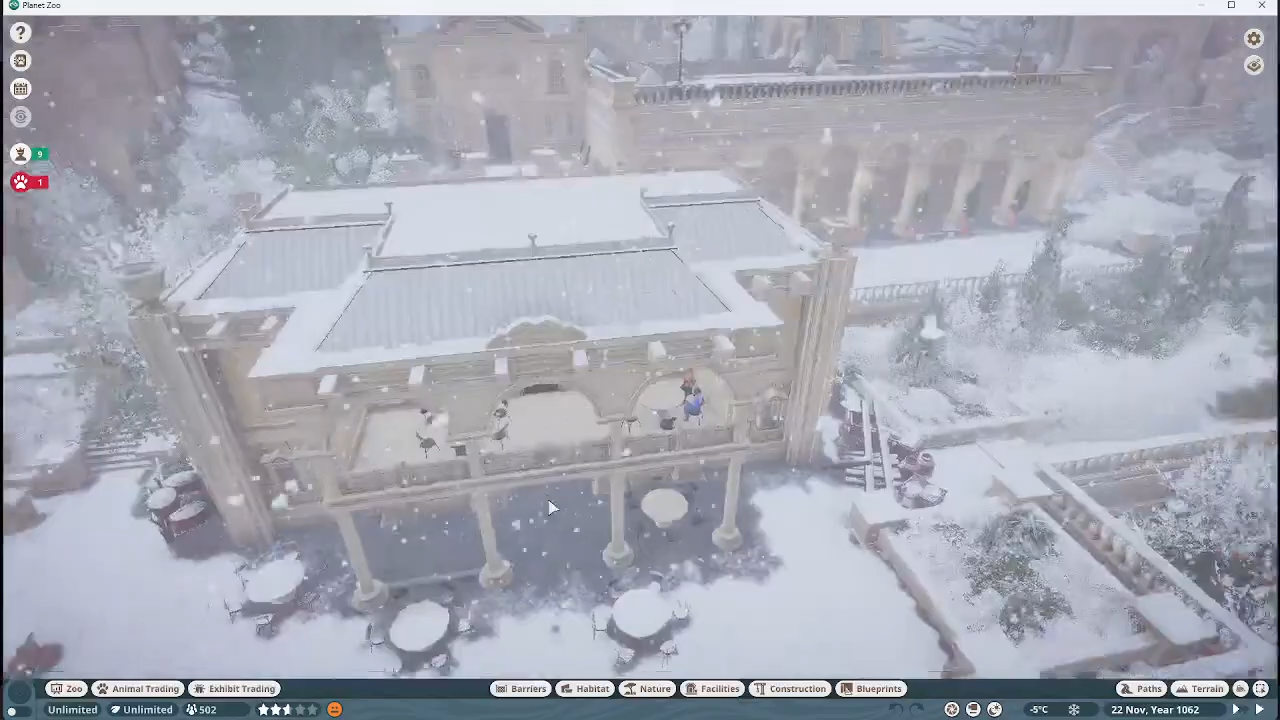 Planet Zoo
9
1
Zoo
Animal Trading
Exhibit Trading
Barriers
Habitat
Nature
Facilities
Construction
Blueprints
Paths
Terrain
Unlimited
Unlimited
502
-5°C
22 Nov, Year 1062